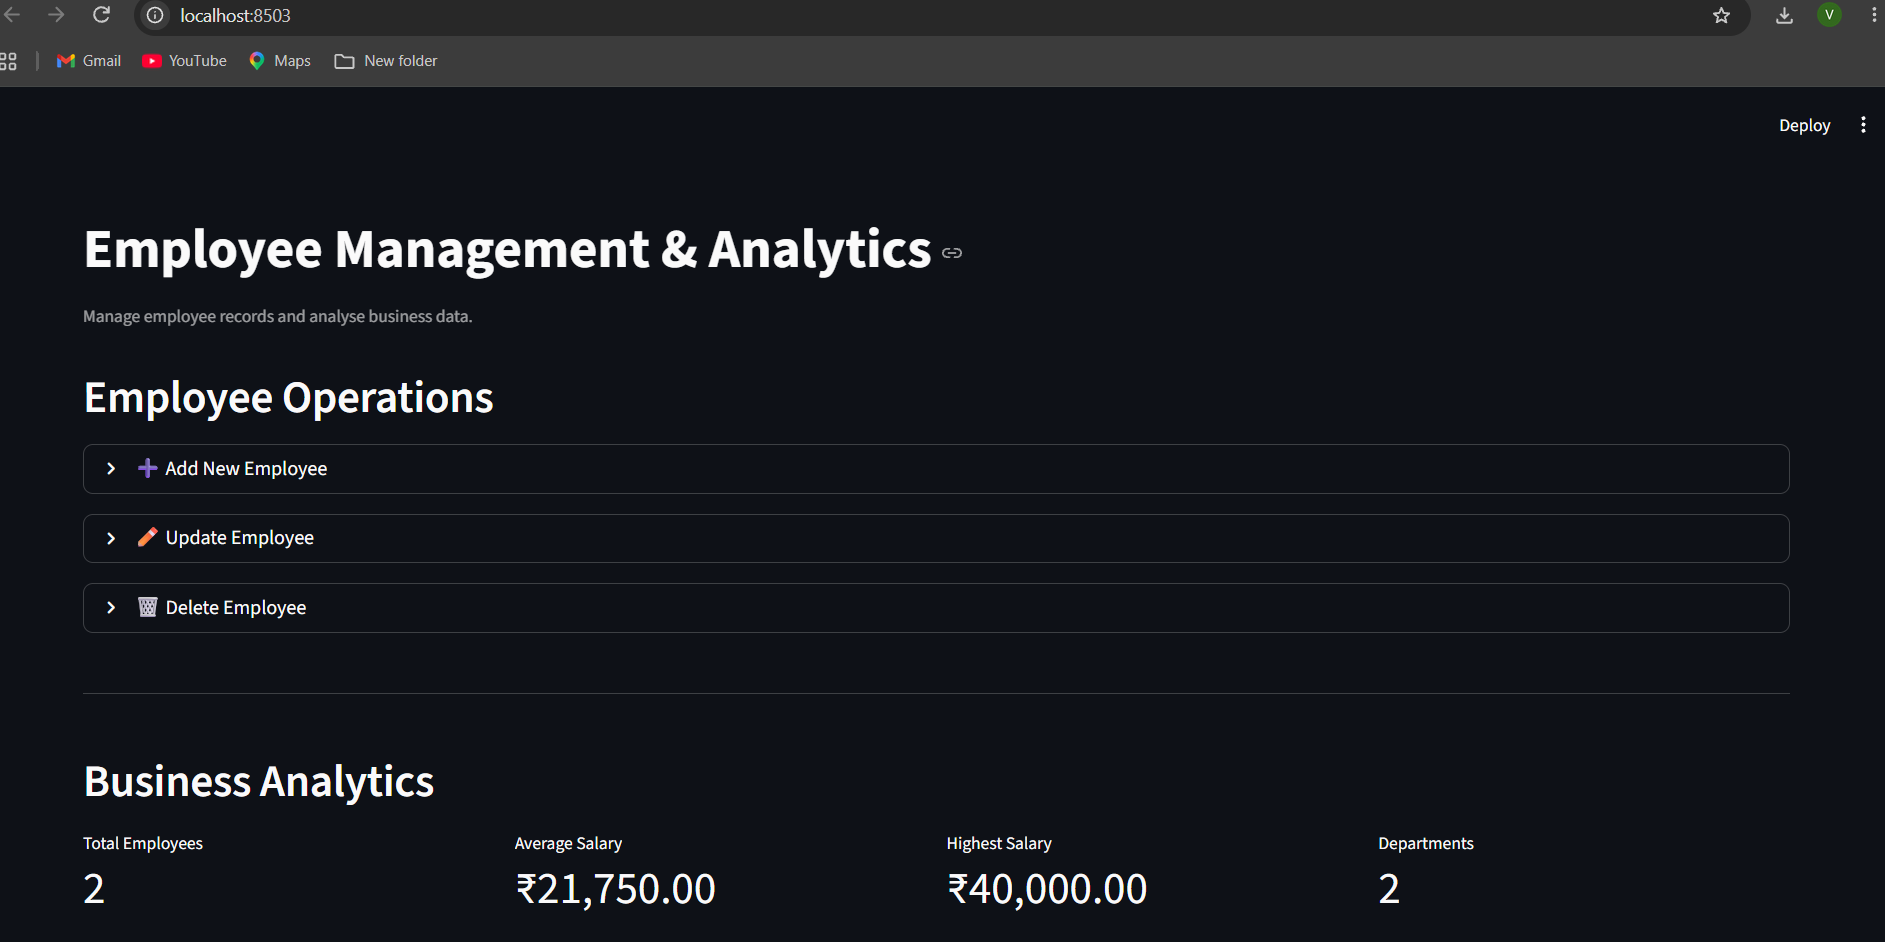 localhost:8503
V
Gmail YouTube Maps New folder
Deploy
Employee Management & Analytics
Manage employee records and analyse business data.
Employee Operations
Add New Employee
Update Employee
Delete Employee
Business Analytics
Total Employees Average Salary Highest Salary Departments
2 ₹21,750.00 ₹40,000.00 2